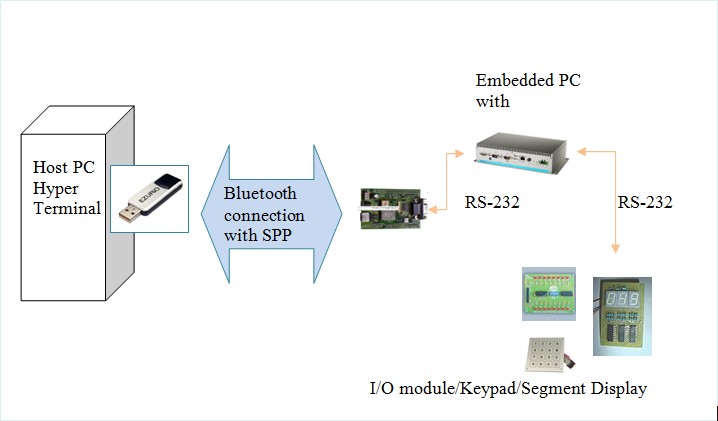 Embedded PC
with
Host PC
Hyper
Terminal
EZURiO
Bluetooth
connection
with SPP
RS-232
RS-232
I/O module/Keypad/Segment Display